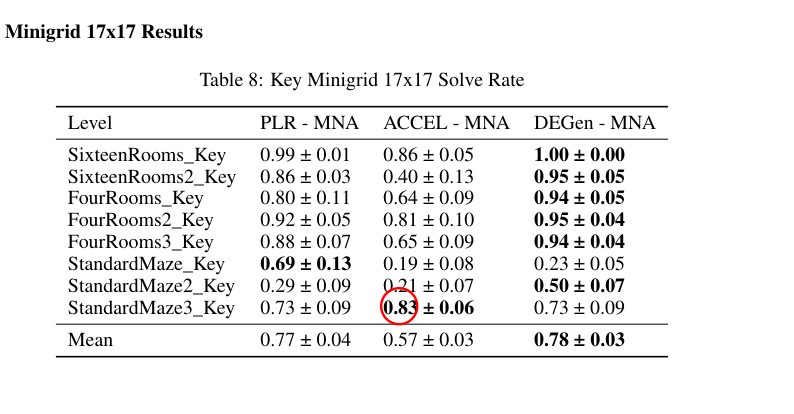 Minigrid 17x17 Results
Table 8: Key Minigrid 17x17 Solve Rate
Level PLR - MNA ACCEL - MNA DEGen - MNA
SixteenRooms_Key 0.99 ± 0.01 0.86 ± 0.05 1.00 ± 0.00
SixteenRooms2_Key 0.86 ± 0.03 0.40 ± 0.13 0.95 ± 0.05
FourRooms_Key 0.80 ± 0.11 0.64 ± 0.09 0.94 ± 0.05
FourRooms2_Key 0.92 ± 0.05 0.81 ± 0.10 0.95 ± 0.04
FourRooms3_Key 0.88 ± 0.07 0.65 ± 0.09 0.94 ± 0.04
StandardMaze_Key 0.69 ± 0.13 0.19 ± 0.08 0.23 ± 0.05
StandardMaze2_Key 0.29 ± 0.09 0.21 ± 0.07 0.50 ± 0.07
StandardMaze3_Key 0.73 ± 0.09 0.83 ± 0.06 0.73 ± 0.09
Mean 0.77 ± 0.04 0.57 ± 0.03 0.78 ± 0.03